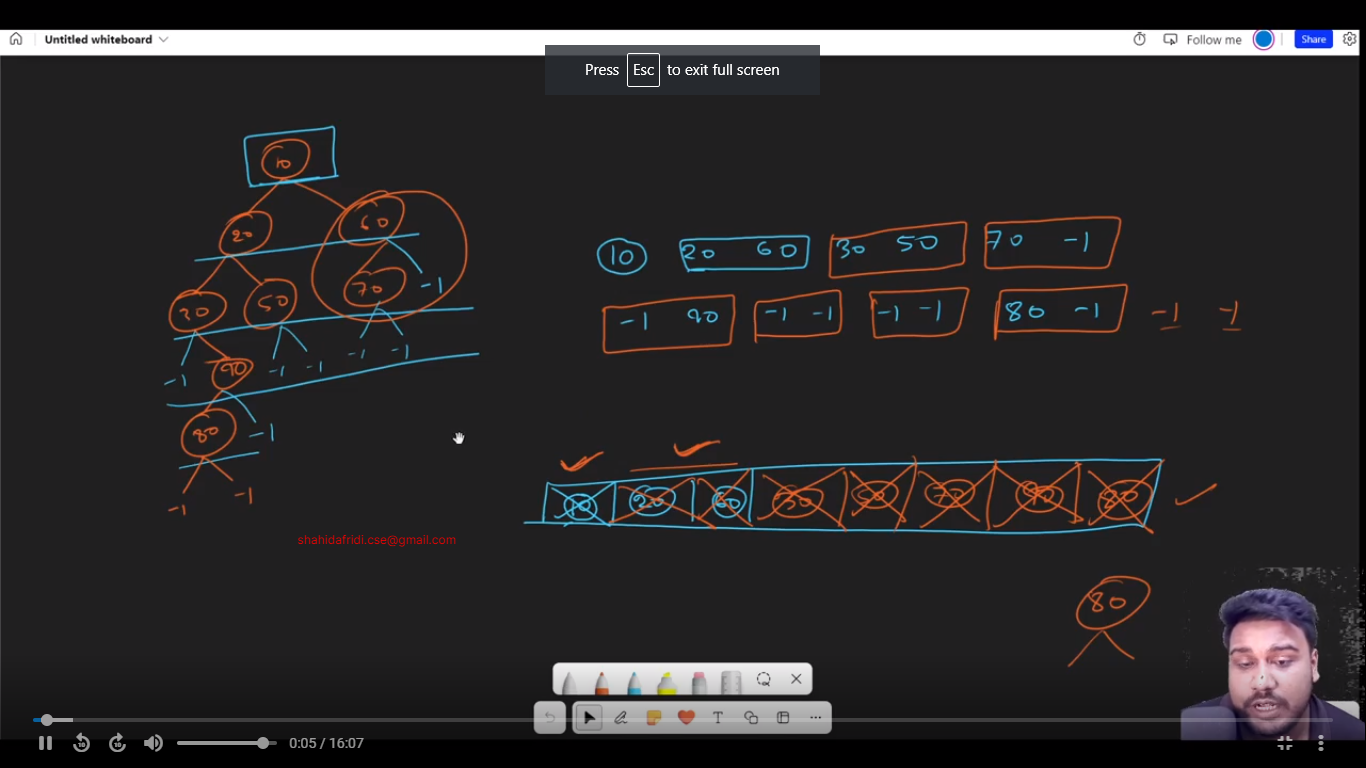 Untitled whiteboard
Follow me
Share
Press Esc to exit full screen
10
20 60
30 50 70 -1
-1 90 -1 -1 -1 -1
80 -1
-1 -1
10 20 60 30 50 70 -1
-1 90 -1 -1 -1 -1 80 -1 -1 -1
10 20 60 30 50 70 90 80
shahidafridi.cse@gmail.com
80
T
10 10
0:05 / 16:07